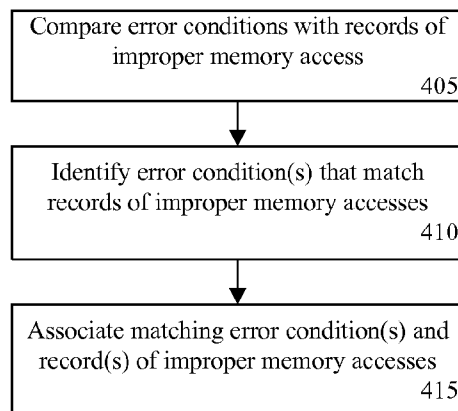 Compare error conditions with records of
improper memory access
405
Identify error condition(s) that match
records of improper memory accesses
410
Associate matching error condition(s) and
record(s) of improper memory accesses
415